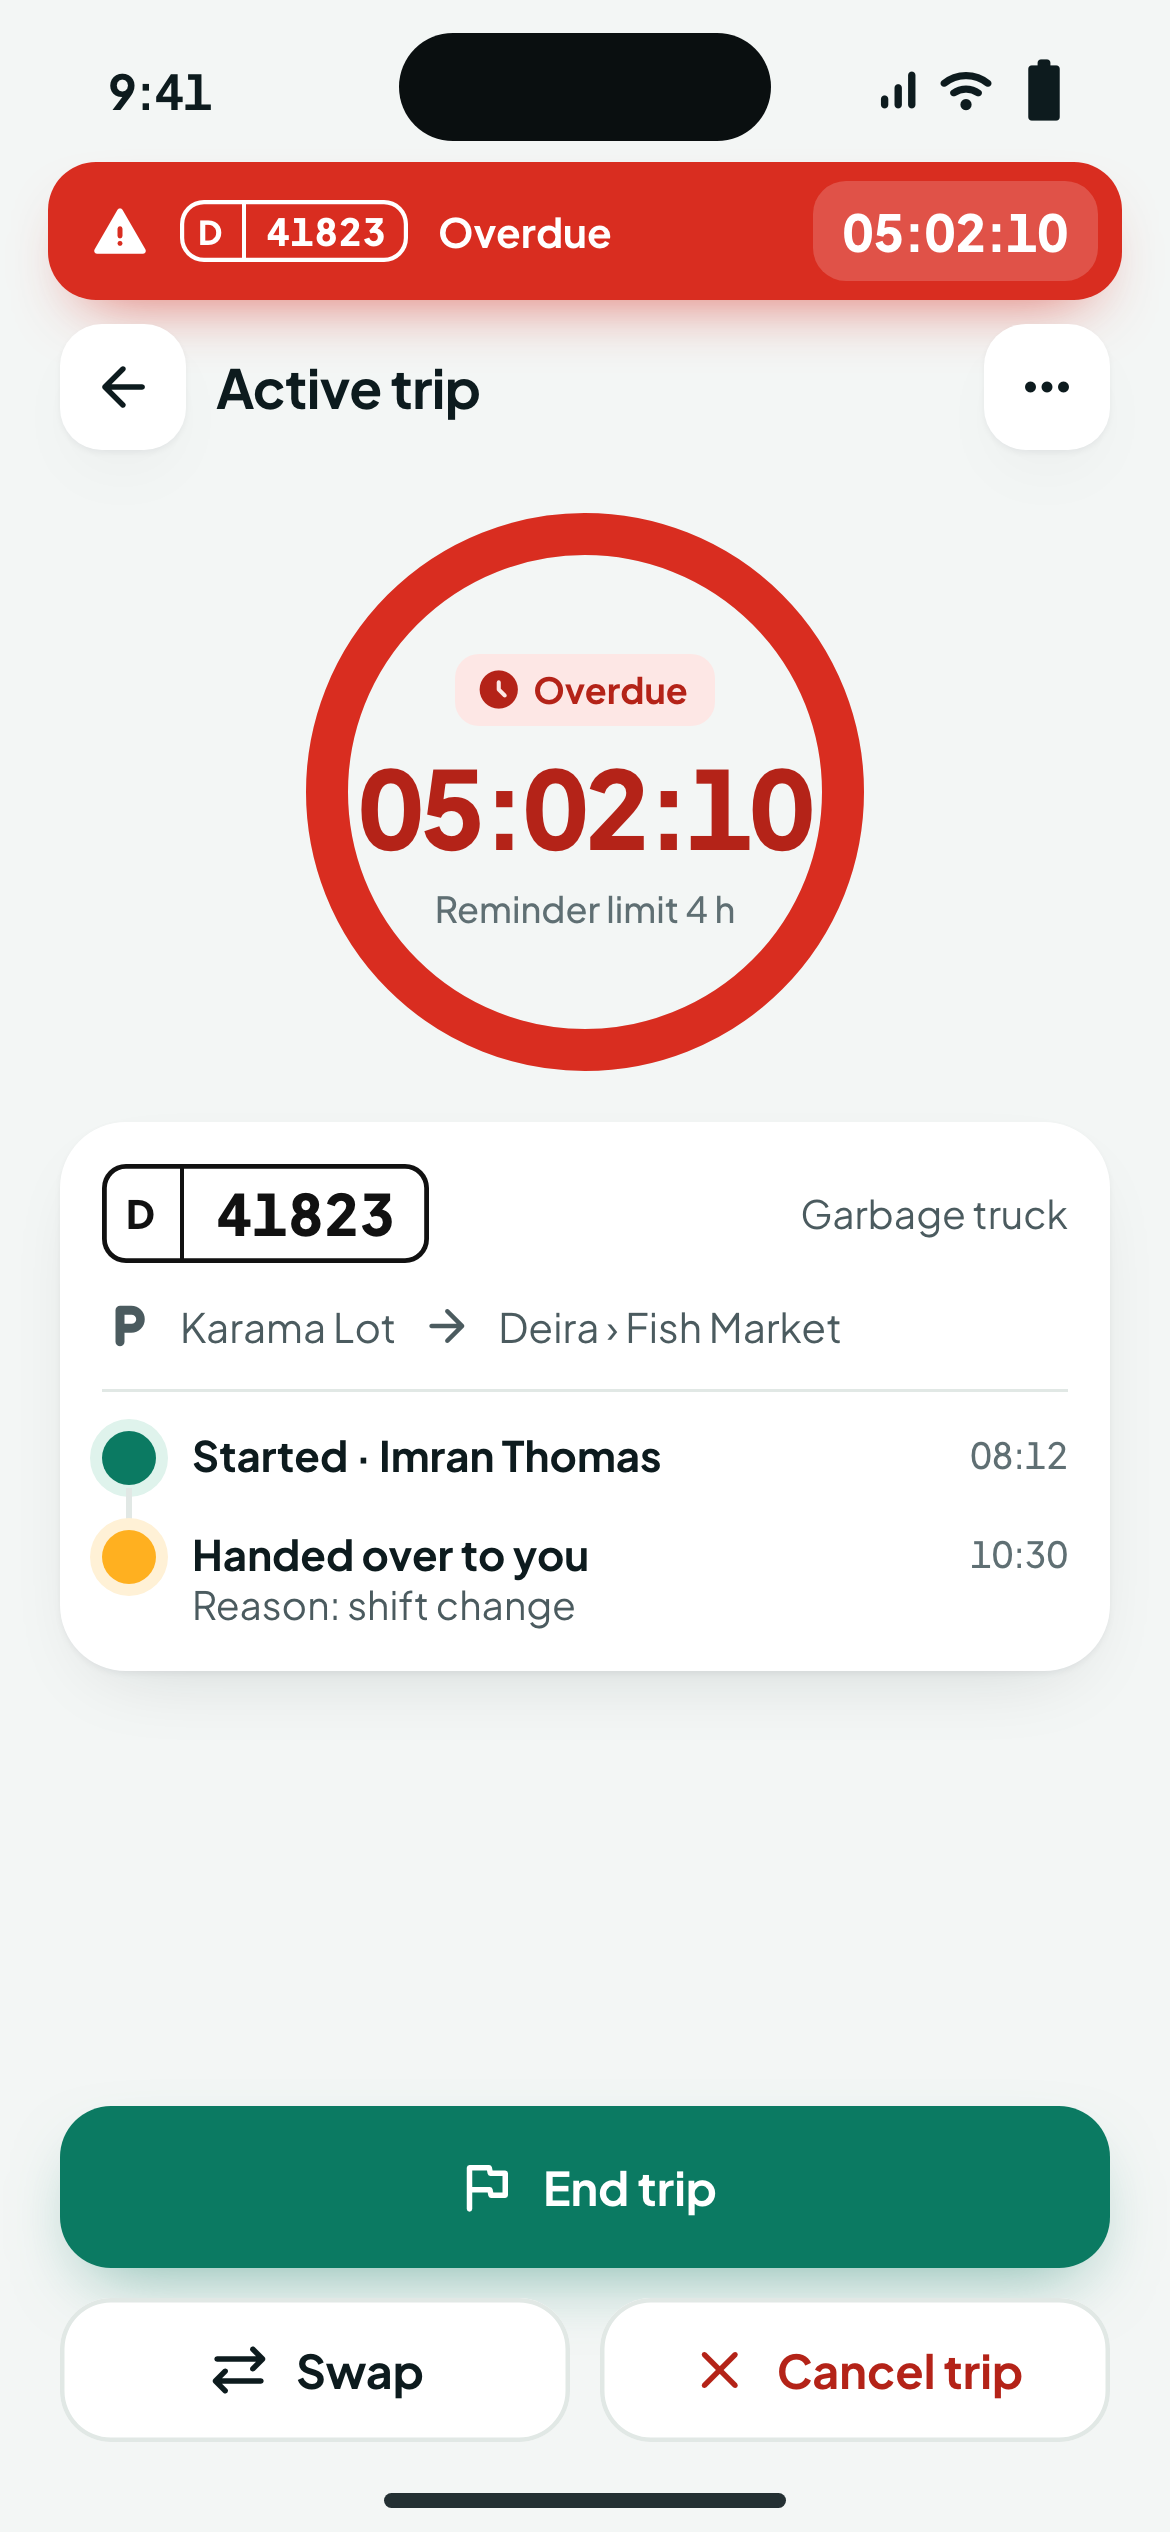 9:41
D 41823 Overdue 05:02:10
Active trip
Overdue
05:02:10
Reminder limit 4 h
D 41823 Garbage truck
P Karama Lot → Deira › Fish Market
Started · Imran Thomas 08:12
Handed over to you 10:30
Reason: shift change
End trip
Swap Cancel trip